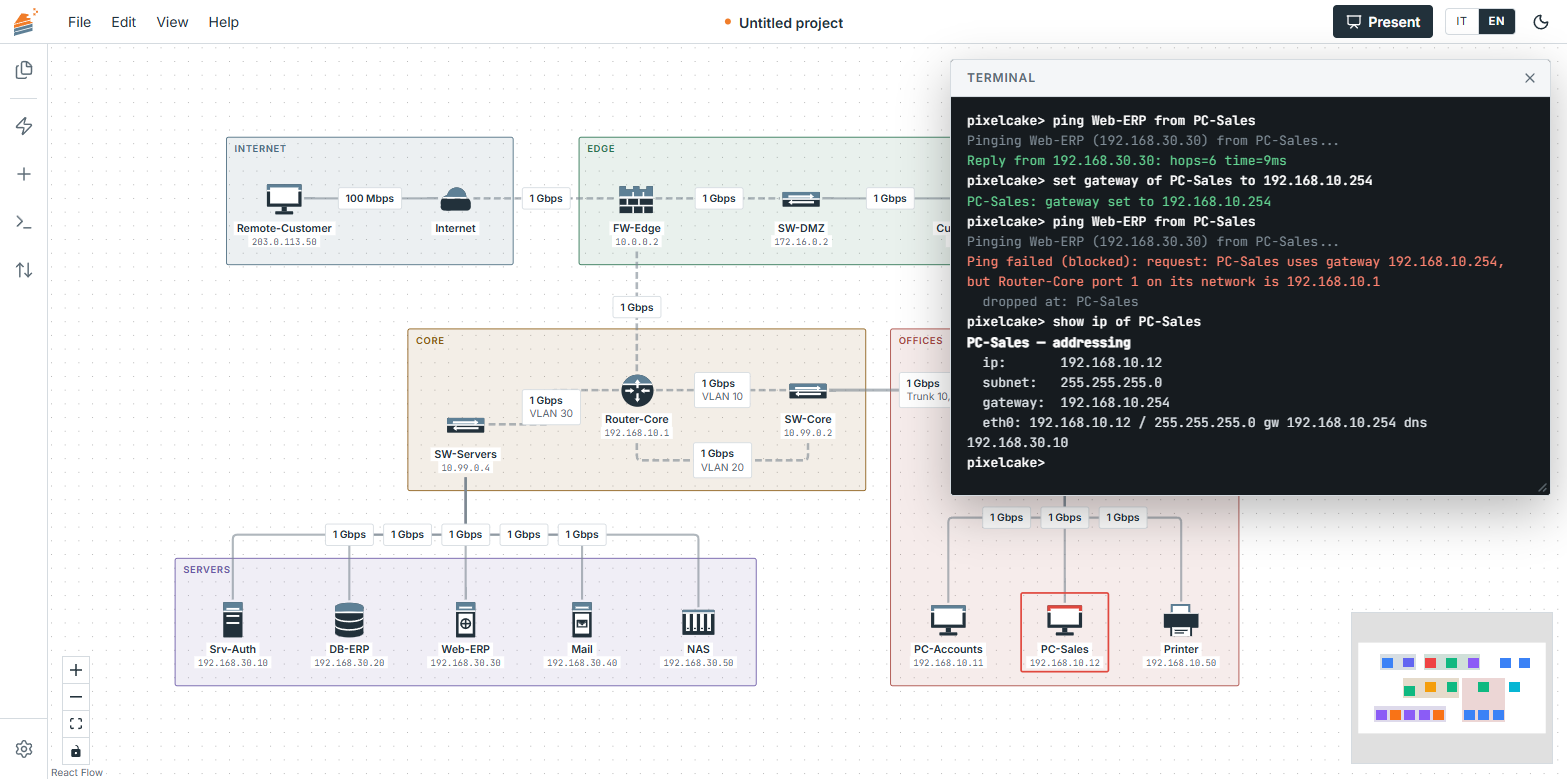 File Edit View Help
Untitled project
Present
IT EN
TERMINAL
pixelcake> ping Web-ERP from PC-Sales
Pinging Web-ERP (192.168.30.30) from PC-Sales...
Reply from 192.168.30.30: hops=6 time=9ms
pixelcake> set gateway of PC-Sales to 192.168.10.254
PC-Sales: gateway set to 192.168.10.254
pixelcake> ping Web-ERP from PC-Sales
Pinging Web-ERP (192.168.30.30) from PC-Sales...
Ping failed (blocked): request: PC-Sales uses gateway 192.168.10.254,
but Router-Core port 1 on its network is 192.168.10.1
dropped at: PC-Sales
pixelcake> show ip of PC-Sales
PC-Sales — addressing
ip: 192.168.10.12
subnet: 255.255.255.0
gateway: 192.168.10.254
eth0: 192.168.10.12 / 255.255.255.0 gw 192.168.10.254 dns
192.168.30.10
pixelcake>
INTERNET
100 Mbps
Remote-Customer
203.0.113.50
Internet
1 Gbps
EDGE
FW-Edge
10.0.0.2
1 Gbps
SW-DMZ
172.16.0.2
1 Gbps
Cu
1 Gbps
CORE
1 Gbps
VLAN 30
Router-Core
192.168.10.1
1 Gbps
VLAN 10
SW-Core
10.99.0.2
SW-Servers
10.99.0.4
1 Gbps
VLAN 20
OFFICES
1 Gbps
Trunk 10,
1 Gbps 1 Gbps 1 Gbps
PC-Accounts
192.168.10.11
PC-Sales
192.168.10.12
Printer
192.168.10.50
1 Gbps 1 Gbps 1 Gbps 1 Gbps 1 Gbps
SERVERS
Srv-Auth
192.168.30.10
DB-ERP
192.168.30.20
Web-ERP
192.168.30.30
Mail
192.168.30.40
NAS
192.168.30.50
React Flow